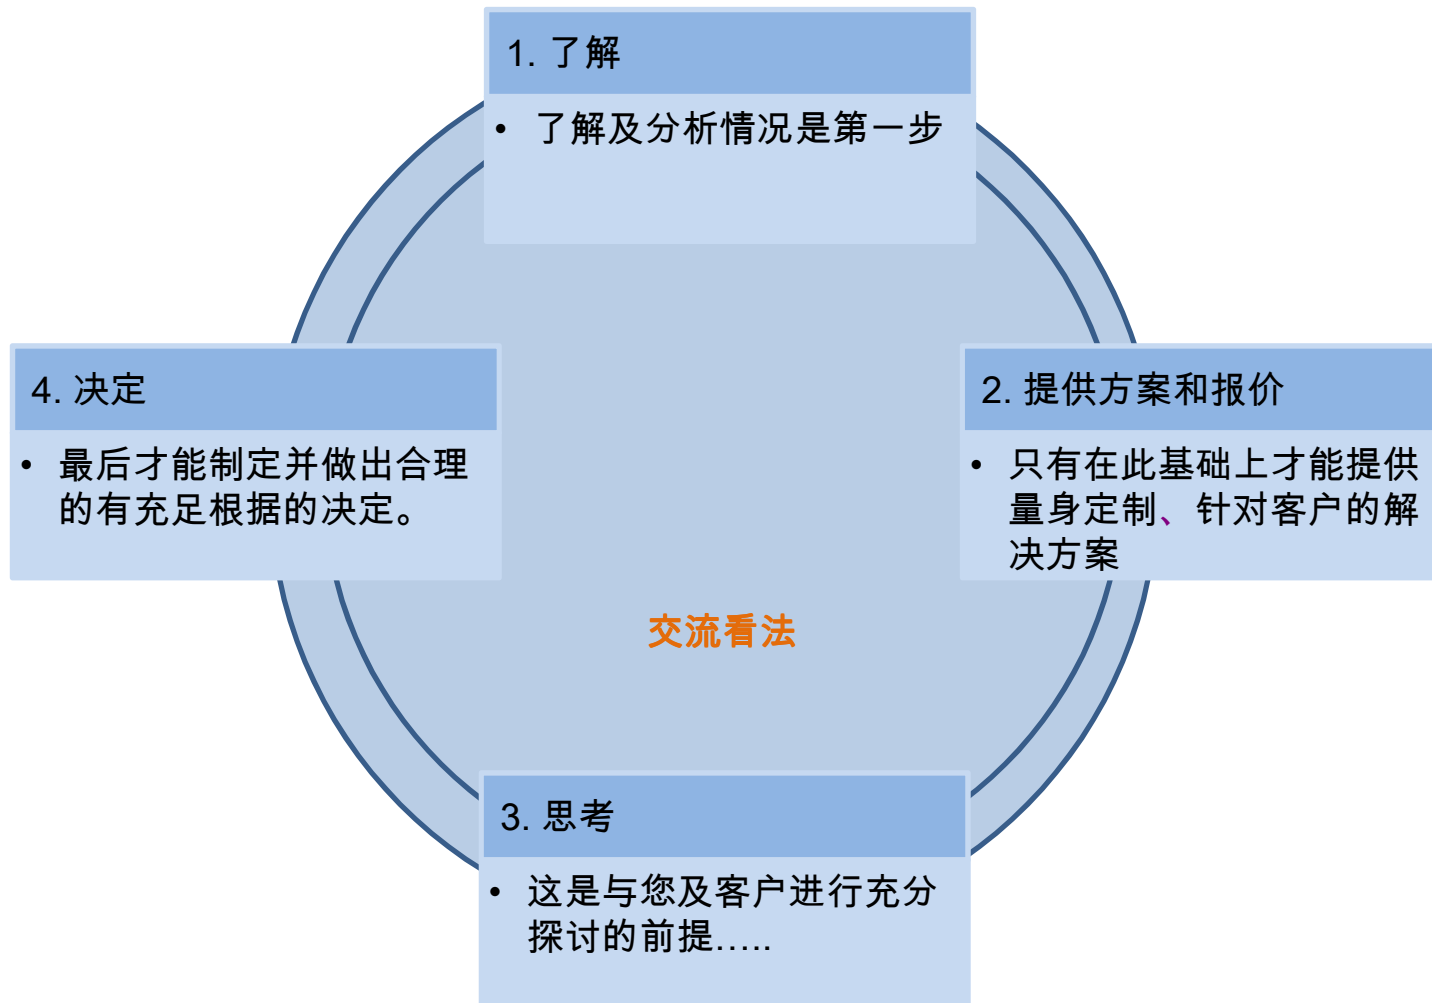 1. 了解
• 了解及分析情况是第一步
2. 提供方案和报价
• 只有在此基础上才能提供
量身定制、针对客户的解
决方案
3. 思考
• 这是与您及客户进行充分
探讨的前提…..
4. 决定
• 最后才能制定并做出合理
的有充足根据的决定。
交流看法